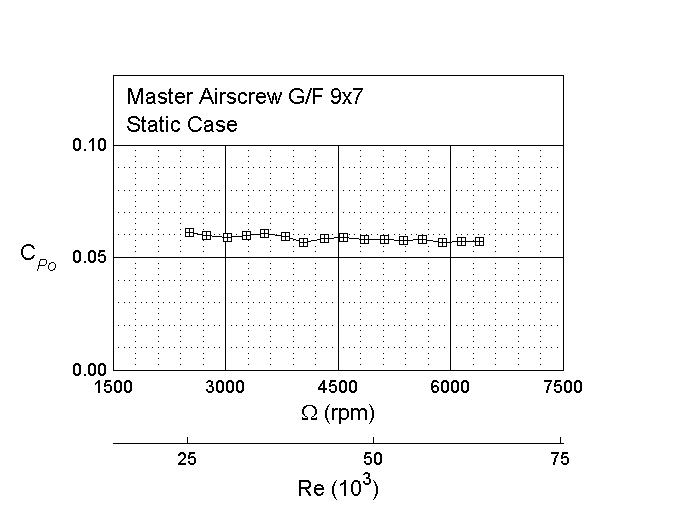 Master Airscrew G/F 9x7
Static Case
0.10
C_Po
0.05
0.00
1500 3000 4500 6000 7500
Ω (rpm)
25 50 75
Re (10³)